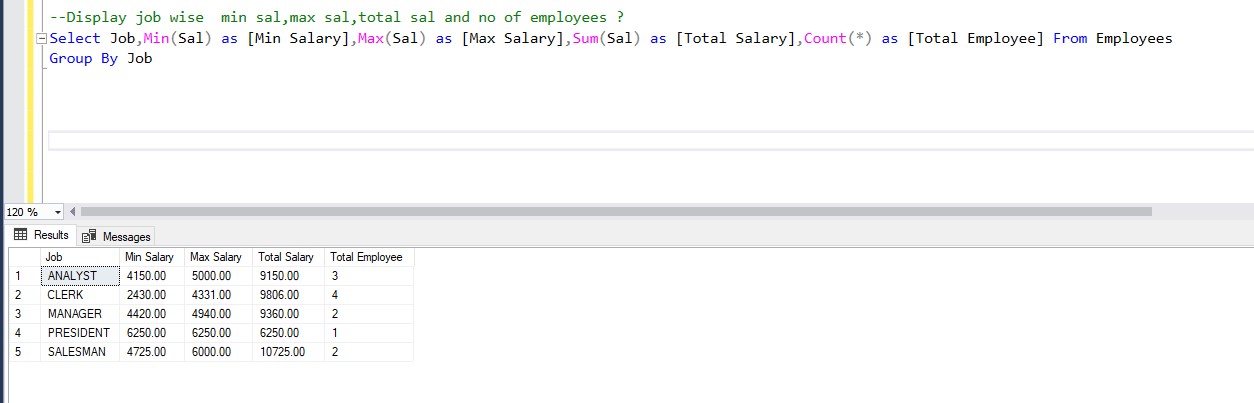 --Display job wise  min sal,max sal,total sal and no of employees ?
Select Job,Min(Sal) as [Min Salary],Max(Sal) as [Max Salary],Sum(Sal) as [Total Salary],Count(*) as [Total Employee] From Employees
Group By Job
120 %
Results Messages
Job Min Salary Max Salary Total Salary Total Employee
1 ANALYST 4150.00 5000.00 9150.00 3
2 CLERK 2430.00 4331.00 9806.00 4
3 MANAGER 4420.00 4940.00 9360.00 2
4 PRESIDENT 6250.00 6250.00 6250.00 1
5 SALESMAN 4725.00 6000.00 10725.00 2